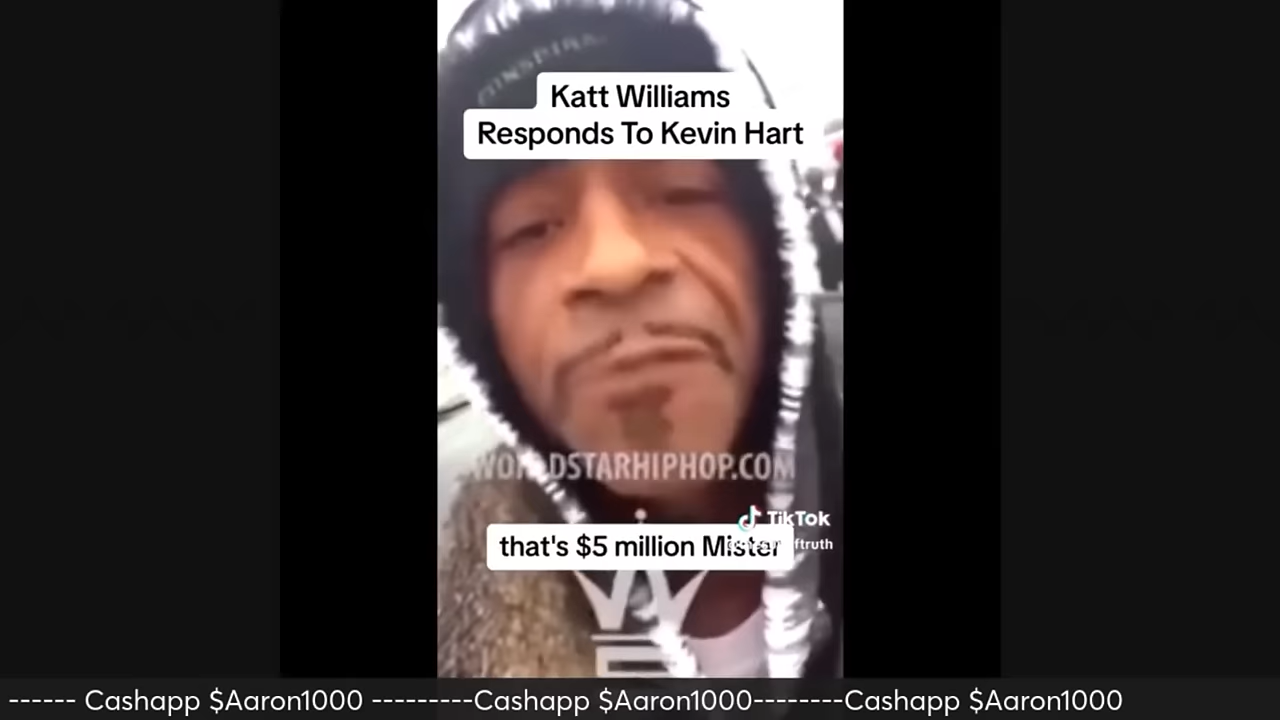 CONSPIRA
Katt Williams
Responds To Kevin Hart
WORLDSTARHIPHOP.COM
TikTok
that's $5 million Mister
------ Cashapp $Aaron1000 ---------Cashapp $Aaron1000--------Cashapp $Aaron1000